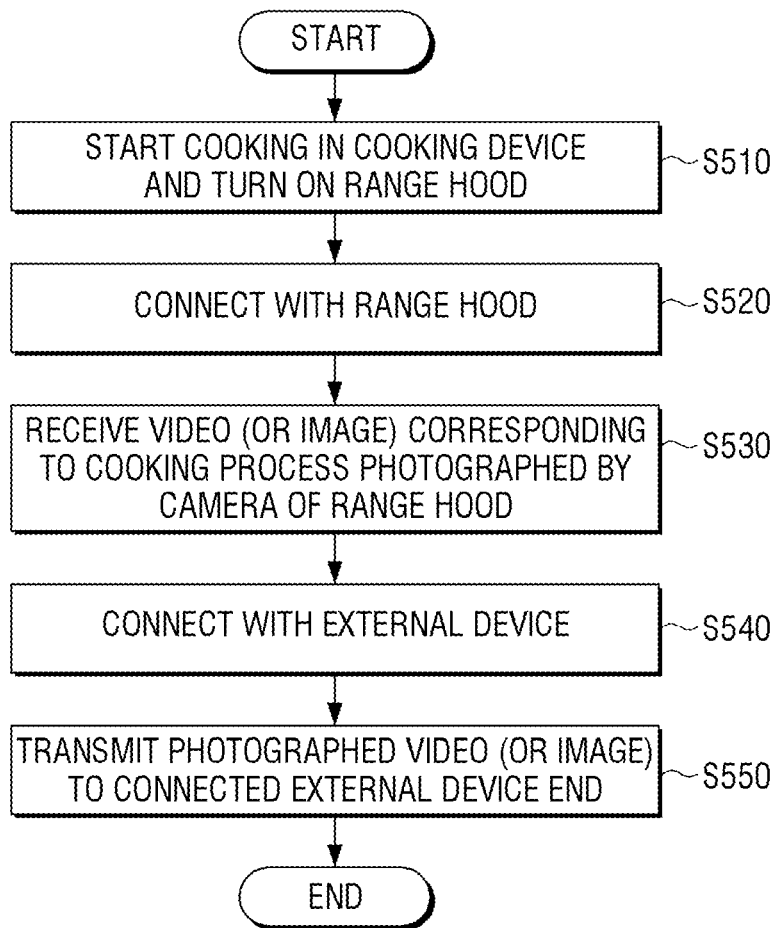 START
START COOKING IN COOKING DEVICE
AND TURN ON RANGE HOOD
S510
CONNECT WITH RANGE HOOD
S520
RECEIVE VIDEO (OR IMAGE) CORRESPONDING
TO COOKING PROCESS PHOTOGRAPHED BY
CAMERA OF RANGE HOOD
S530
CONNECT WITH EXTERNAL DEVICE
S540
TRANSMIT PHOTOGRAPHED VIDEO (OR IMAGE)
TO CONNECTED EXTERNAL DEVICE END
S550
END